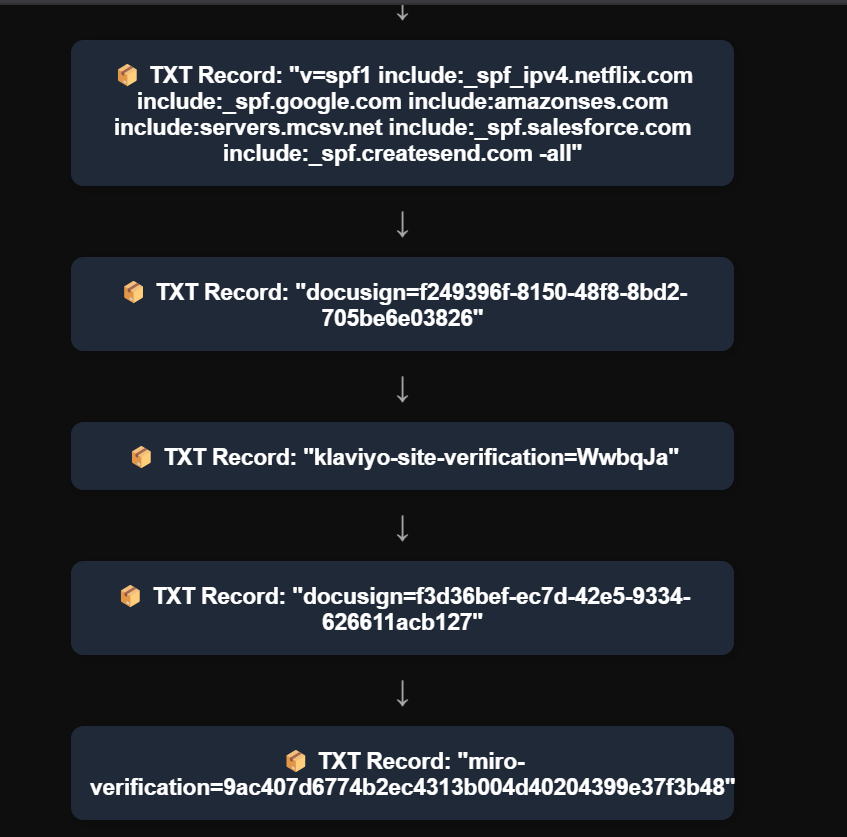 ↓
📦 TXT Record: "v=spf1 include:_spf_ipv4.netflix.com
include:_spf.google.com include:amazonses.com
include:servers.mcsv.net include:_spf.salesforce.com
include:_spf.createsend.com -all"
↓
📦 TXT Record: "docusign=f249396f-8150-48f8-8bd2-
705be6e03826"
↓
📦 TXT Record: "klaviyo-site-verification=WwbqJa"
↓
📦 TXT Record: "docusign=f3d36bef-ec7d-42e5-9334-
626611acb127"
↓
📦 TXT Record: "miro-
verification=9ac407d6774b2ec4313b004d40204399e37f3b48"